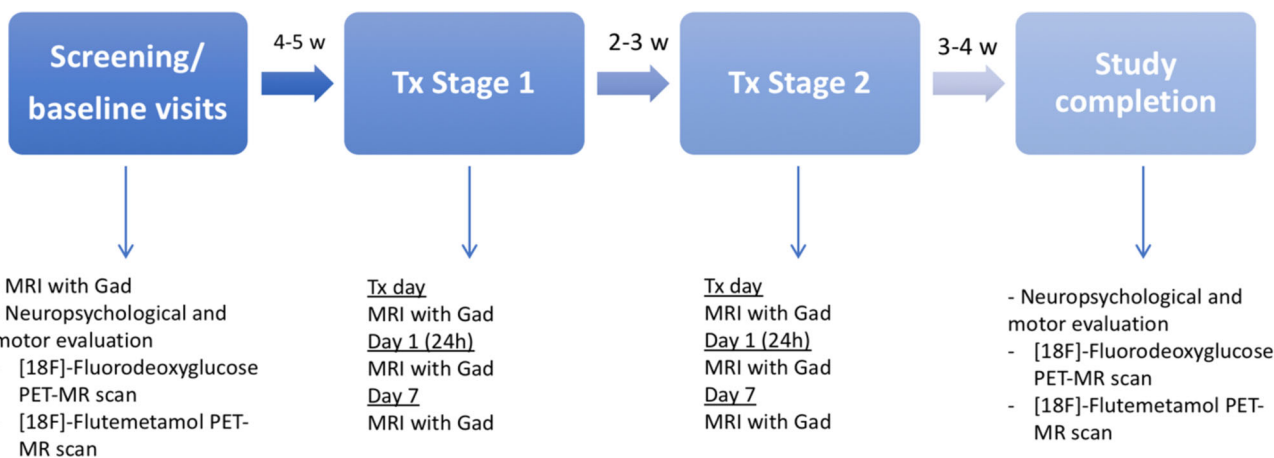 Screening/
baseline visits
4-5 w
Tx Stage 1
2-3 w
Tx Stage 2
3-4 w
Study
completion
MRI with Gad
Neuropsychological and
motor evaluation
[18F]-Fluorodeoxyglucose
PET-MR scan
[18F]-Flutemetamol PET-
MR scan
Tx day
MRI with Gad
Day 1 (24h)
MRI with Gad
Day 7
MRI with Gad
Tx day
MRI with Gad
Day 1 (24h)
MRI with Gad
Day 7
MRI with Gad
- Neuropsychological and
motor evaluation
- [18F]-Fluorodeoxyglucose
PET-MR scan
- [18F]-Flutemetamol PET-
MR scan